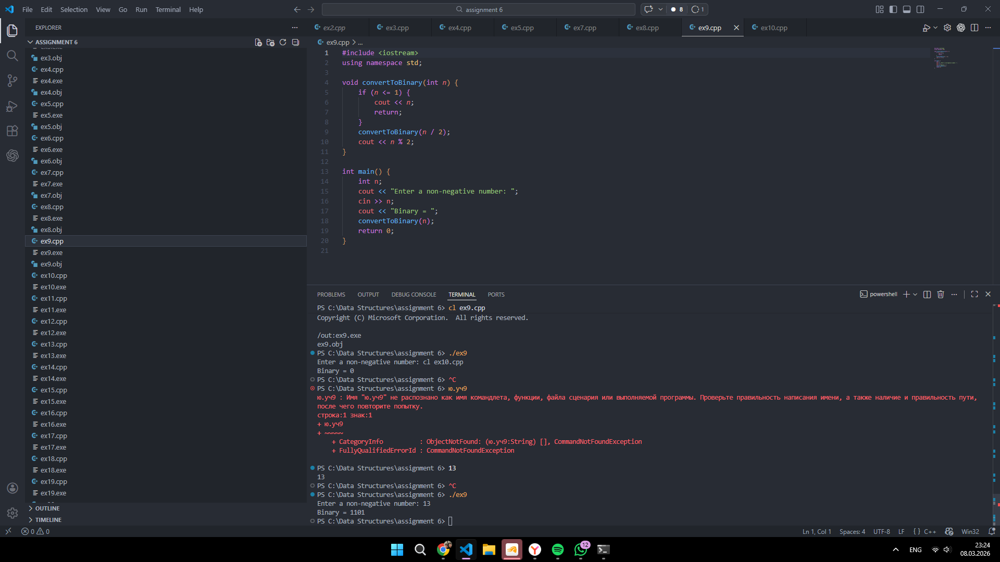 File Edit Selection View Go Run Terminal Help
assignment 6
8
1
EXPLORER
ex2.cpp
ex3.cpp
ex4.cpp
ex5.cpp
ex7.cpp
ex8.cpp
ex9.cpp
ex10.cpp
ASSIGNMENT 6
ex3.obj
ex4.cpp
ex4.exe
ex4.obj
ex5.cpp
ex5.exe
ex5.obj
ex6.cpp
ex6.exe
ex6.obj
ex7.cpp
ex7.exe
ex7.obj
ex8.cpp
ex8.exe
ex8.obj
ex9.cpp
ex9.exe
ex9.obj
ex10.cpp
ex10.exe
ex11.cpp
ex11.exe
ex12.cpp
ex12.exe
ex13.cpp
ex13.exe
ex14.cpp
ex14.exe
ex15.cpp
ex15.exe
ex16.cpp
ex16.exe
ex17.cpp
ex17.exe
ex18.cpp
ex18.exe
ex19.cpp
ex19.exe
OUTLINE
TIMELINE
ex9.cpp > ...
1 #include <iostream>
2 using namespace std;
3
4 void convertToBinary(int n) {
5 if (n <= 1) {
6 cout << n;
7 return;
8 }
9 convertToBinary(n / 2);
10 cout << n % 2;
11 }
12
13 int main() {
14 int n;
15 cout << "Enter a non-negative number: ";
16 cin >> n;
17 cout << "Binary = ";
18 convertToBinary(n);
19 return 0;
20 }
21
PROBLEMS OUTPUT DEBUG CONSOLE TERMINAL PORTS
powershell
PS C:\Data Structures\assignment 6> cl ex9.cpp
Copyright (C) Microsoft Corporation.  All rights reserved.
/out:ex9.exe
ex9.obj
PS C:\Data Structures\assignment 6> ./ex9
Enter a non-negative number: cl ex10.cpp
Binary = 0
PS C:\Data Structures\assignment 6> ^C
PS C:\Data Structures\assignment 6> ю.уч9
ю.уч9 : Имя "ю.уч9" не распознано как имя командлета, функции, файла сценария или выполняемой программы. Проверьте правильность написания имени, а также наличие и правильность пути,
после чего повторите попытку.
строка:1 знак:1
+ ю.уч9
+ ~~~~~
+ CategoryInfo          : ObjectNotFound: (ю.уч9:String) [], CommandNotFoundException
+ FullyQualifiedErrorId : CommandNotFoundException
PS C:\Data Structures\assignment 6> 13
13
PS C:\Data Structures\assignment 6> ^C
PS C:\Data Structures\assignment 6> ./ex9
Enter a non-negative number: 13
Binary = 1101
PS C:\Data Structures\assignment 6>
0 0
Ln 1, Col 1 Spaces: 4 UTF-8 LF {} C++ Win32
12
ENG
23:24
08.03.2026